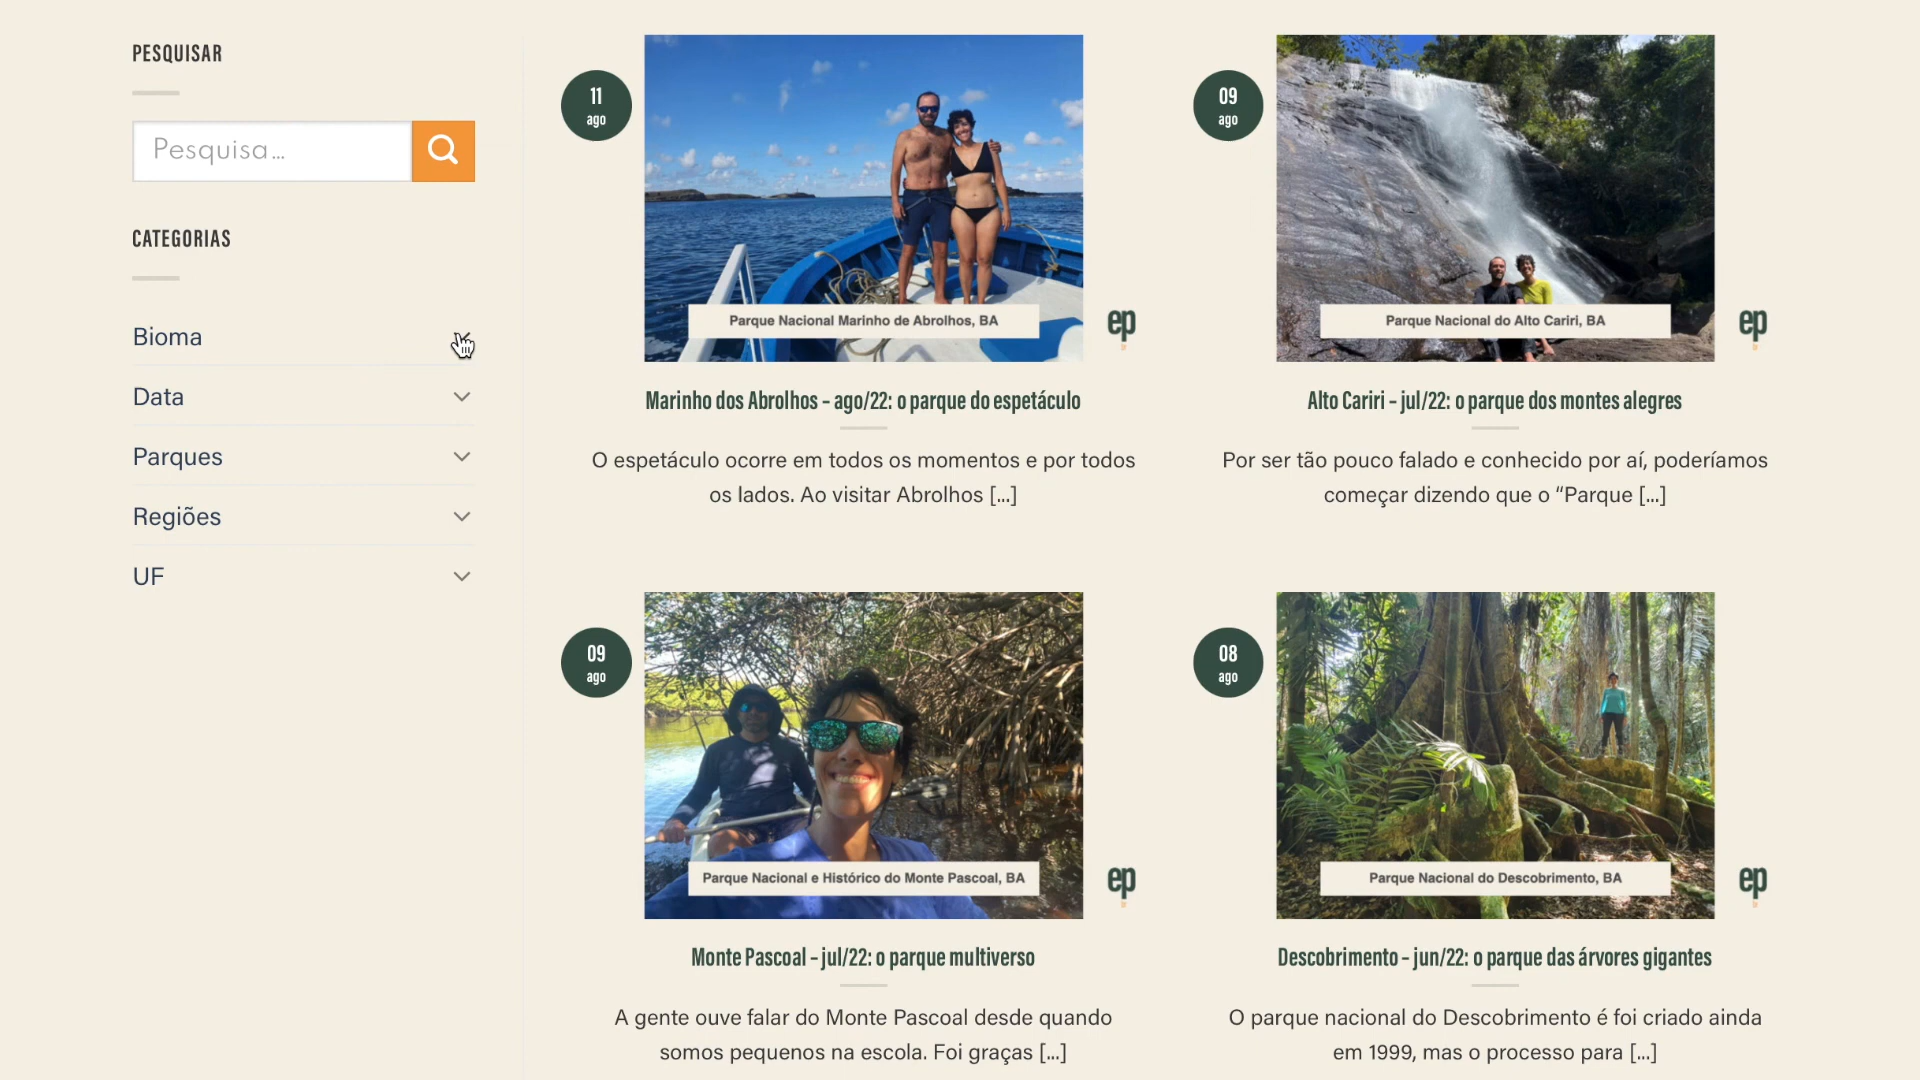 PESQUISAR
Pesquisa...
CATEGORIAS
Bioma
Data
Parques
Regiões
UF
11
ago
Parque Nacional Marinho de Abrolhos, BA
ep
Marinho dos Abrolhos – ago/22: o parque do espetáculo
O espetáculo ocorre em todos os momentos e por todos
os lados. Ao visitar Abrolhos [...]
09
ago
Parque Nacional do Alto Cariri, BA
ep
Alto Cariri – jul/22: o parque dos montes alegres
Por ser tão pouco falado e conhecido por aí, poderíamos
começar dizendo que o “Parque [...]
09
ago
Parque Nacional e Histórico do Monte Pascoal, BA
ep
Monte Pascoal – jul/22: o parque multiverso
A gente ouve falar do Monte Pascoal desde quando
somos pequenos na escola. Foi graças [...]
08
ago
Parque Nacional do Descobrimento, BA
ep
Descobrimento – jun/22: o parque das árvores gigantes
O parque nacional do Descobrimento é foi criado ainda
em 1999, mas o processo para [...]